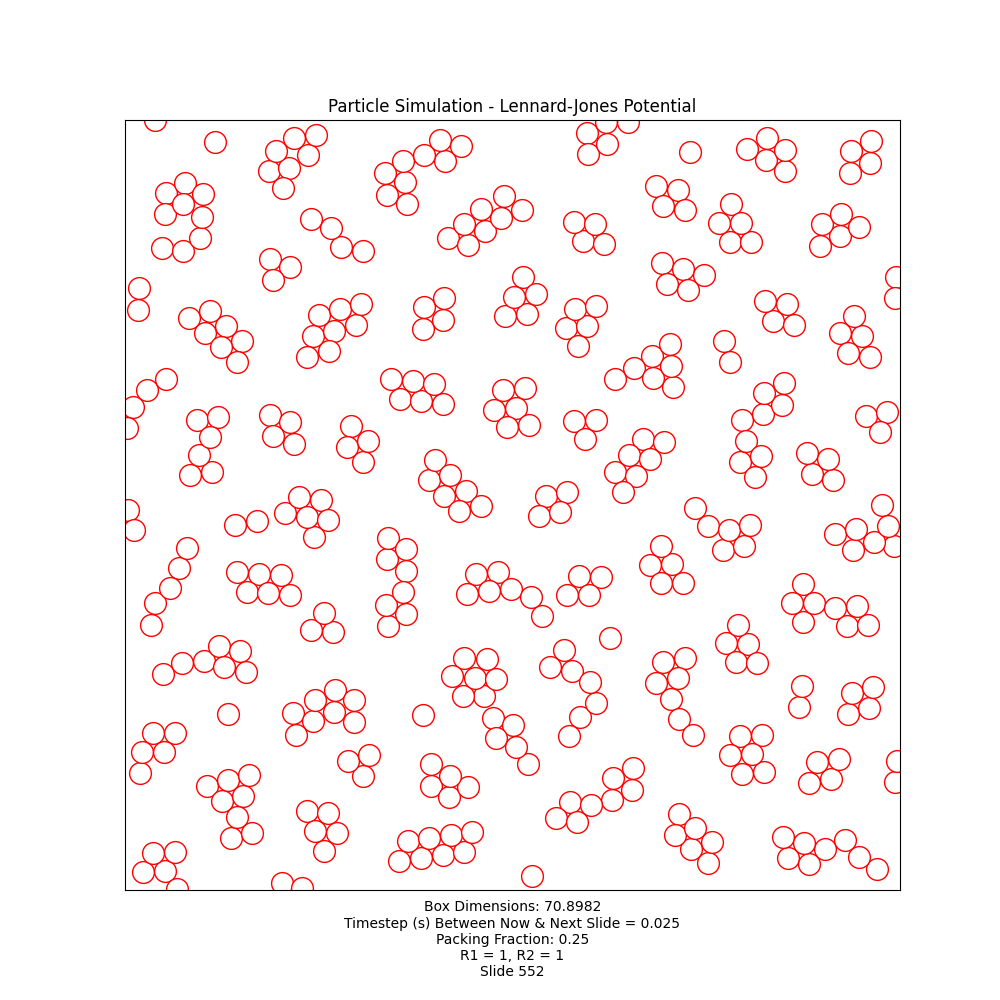 Particle Simulation - Lennard-Jones Potential
Box Dimensions: 70.8982
Timestep (s) Between Now & Next Slide = 0.025
Packing Fraction: 0.25
R1 = 1, R2 = 1
Slide 552